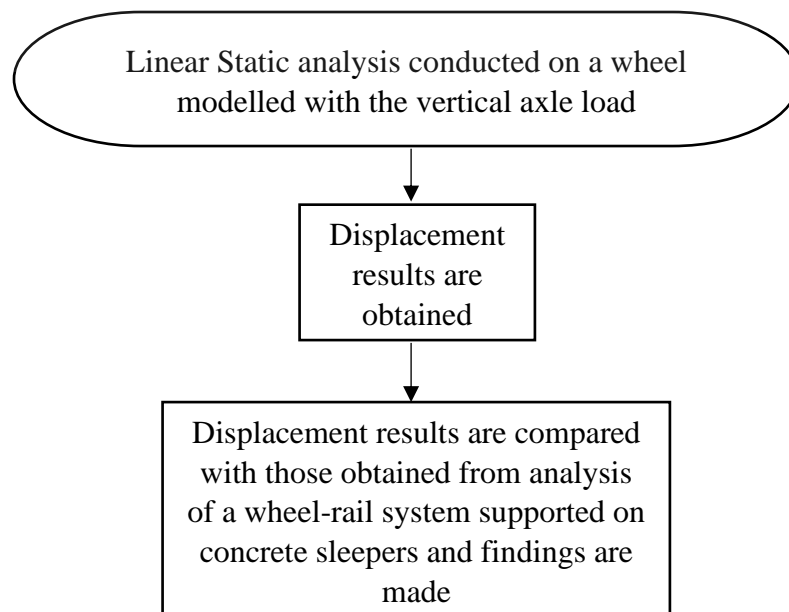 Linear Static analysis conducted on a wheel
modelled with the vertical axle load
Displacement
results are
obtained
Displacement results are compared
with those obtained from analysis
of a wheel-rail system supported on
concrete sleepers and findings are
made